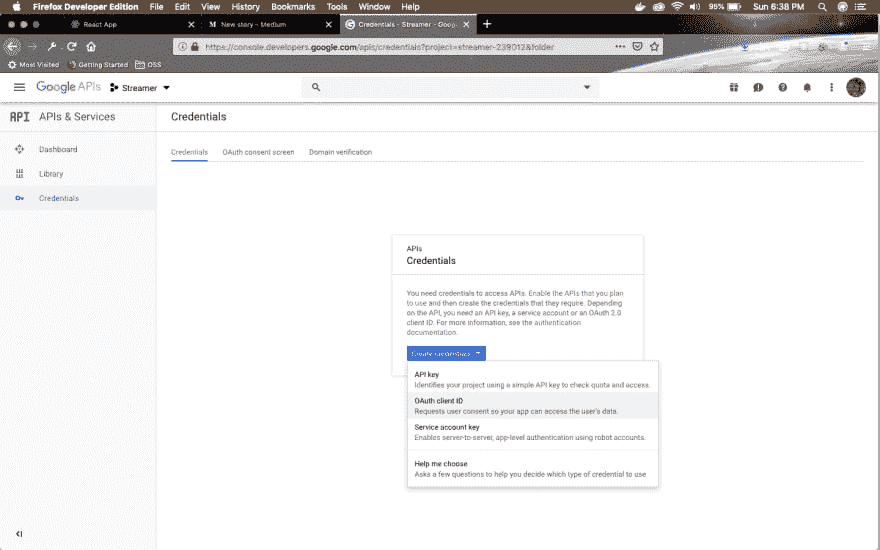 Firefox Developer Edition File Edit View History Bookmarks Tools Window Help 95% Sun 6:38 PM
React App New story - Medium Credentials - Streamer - Goog
https://console.developers.google.com/apis/credentials?project=streamer-239012&folder
Most Visited Getting Started OSS
Google APIs Streamer
API APIs & Services Credentials
Credentials OAuth consent screen Domain verification
Dashboard
Library
Credentials
APIs
Credentials
You need credentials to access APIs. Enable the APIs that you plan
to use and then create the credentials that they require. Depending
on the API, you need an API key, a service account or an OAuth 2.0
client ID. For more information, see the authentication
documentation.
Create credentials
API key
Identifies your project using a simple API key to check quota and access.
OAuth client ID
Requests user consent so your app can access the user's data.
Service account key
Enables server-to-server, app-level authentication using robot accounts.
Help me choose
Asks a few questions to help you decide which type of credential to use